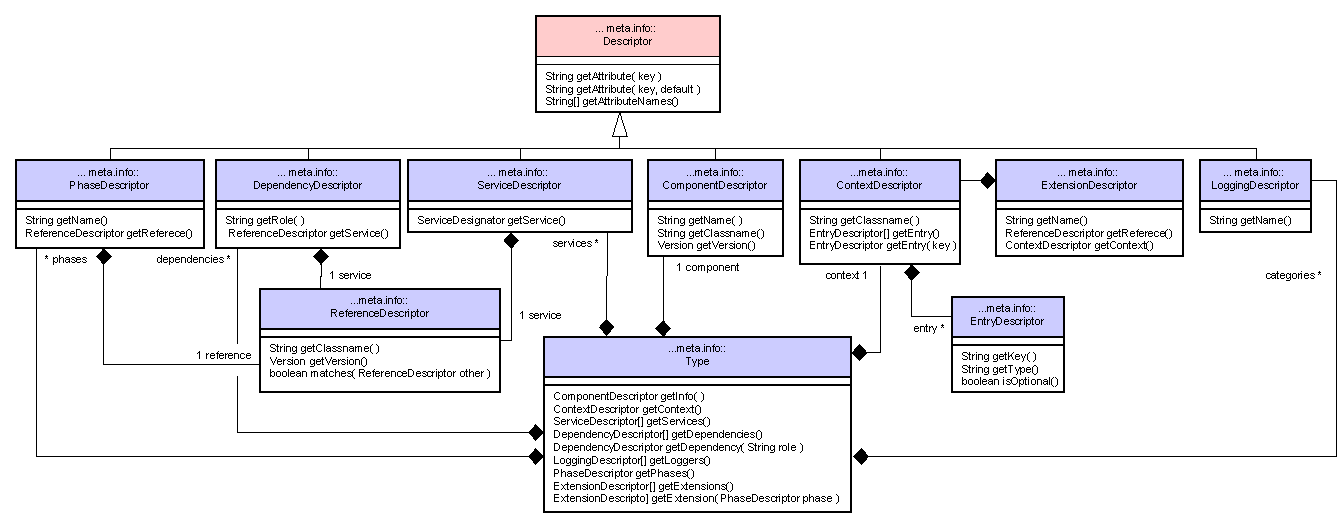 ... meta.info::
Descriptor
String getAttribute( key )
String getAttribute( key, default )
String[] getAttributeNames()
... meta.info::
PhaseDescriptor
String getName()
ReferenceDescriptor getReferece()
... meta.info::
DependencyDescriptor
String getRole( )
ReferenceDescriptor getService()
... meta.info::
ServiceDescriptor
ServiceDesignator getService()
... meta.info::
ComponentDescriptor
String getName( )
String getClassname()
Version getVersion()
...meta.info::
ContextDescriptor
String getClassname( )
EntryDescriptor[] getEntry()
EntryDescriptor getEntry( key )
... meta.info::
ExtensionDescriptor
String getName()
ReferenceDescriptor getReferece()
ContextDescriptor getContext()
...meta.info::
LoggingDescriptor
String getName()
* phases
dependencies *
services *
1 component
context 1
categories *
1 service
1 service
1 reference
entry *
...meta.info::
ReferenceDescriptor
String getClassname( )
Version getVersion()
boolean matches( ReferenceDescriptor other )
...meta.info::
EntryDescriptor
String getKey( )
String getType()
boolean isOptional()
...meta.info::
Type
ComponentDescriptor getInfo( )
ContextDescriptor getContext()
ServiceDescriptor[] getServices()
DependencyDescriptor[] getDependencies()
DependencyDescriptor getDependency( String role )
LoggingDescriptor[] getLoggers()
PhaseDescriptor getPhases()
ExtensionDescriptor[] getExtensions()
ExtensionDescripto] getExtension( PhaseDescriptor phase )